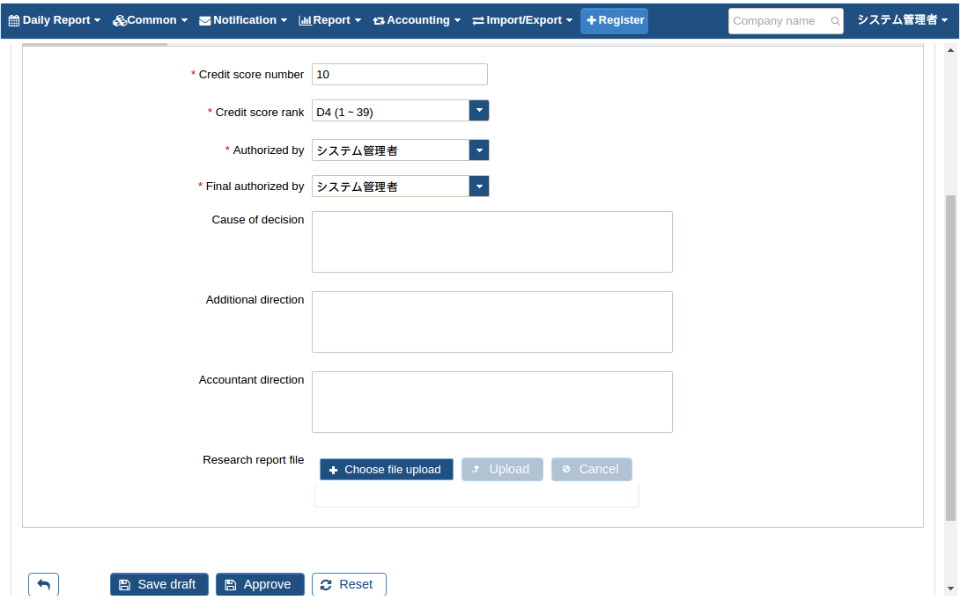 Daily Report Common Notification Report Accounting Import/Export Register Company name システム管理者
* Credit score number 10
* Credit score rank D4 (1 ~ 39)
* Authorized by システム管理者
* Final authorized by システム管理者
Cause of decision
Additional direction
Accountant direction
Research report file Choose file upload Upload Cancel
Save draft Approve Reset